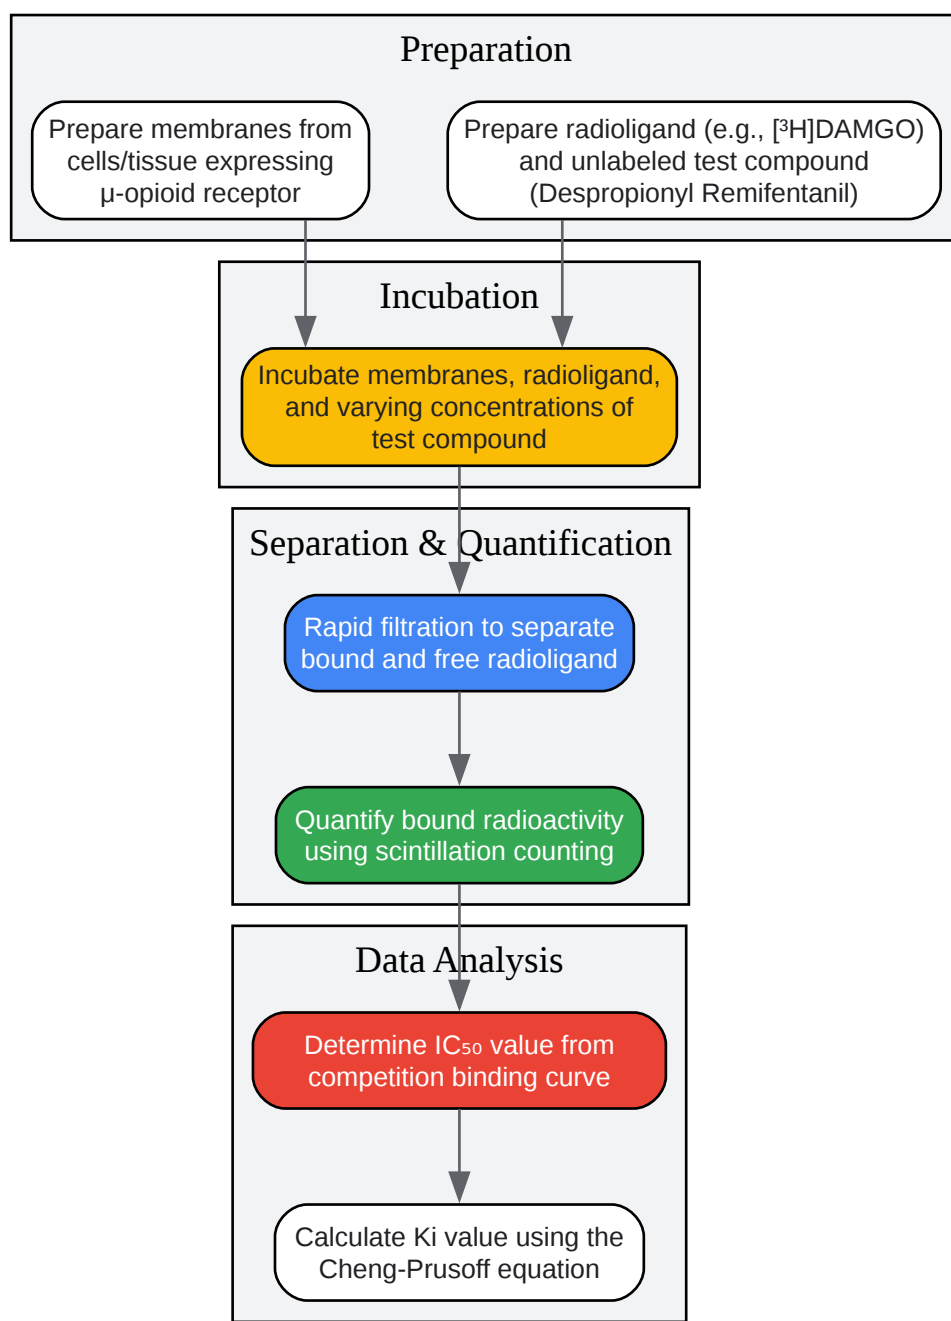 Preparation
Prepare membranes from
cells/tissue expressing
μ-opioid receptor
Prepare radioligand (e.g., [³H]DAMGO)
and unlabeled test compound
(Despropionyl Remifentanil)
Incubation
Incubate membranes, radioligand,
and varying concentrations of
test compound
Separation & Quantification
Rapid filtration to separate
bound and free radioligand
Quantify bound radioactivity
using scintillation counting
Data Analysis
Determine IC₅₀ value from
competition binding curve
Calculate Ki value using the
Cheng-Prusoff equation